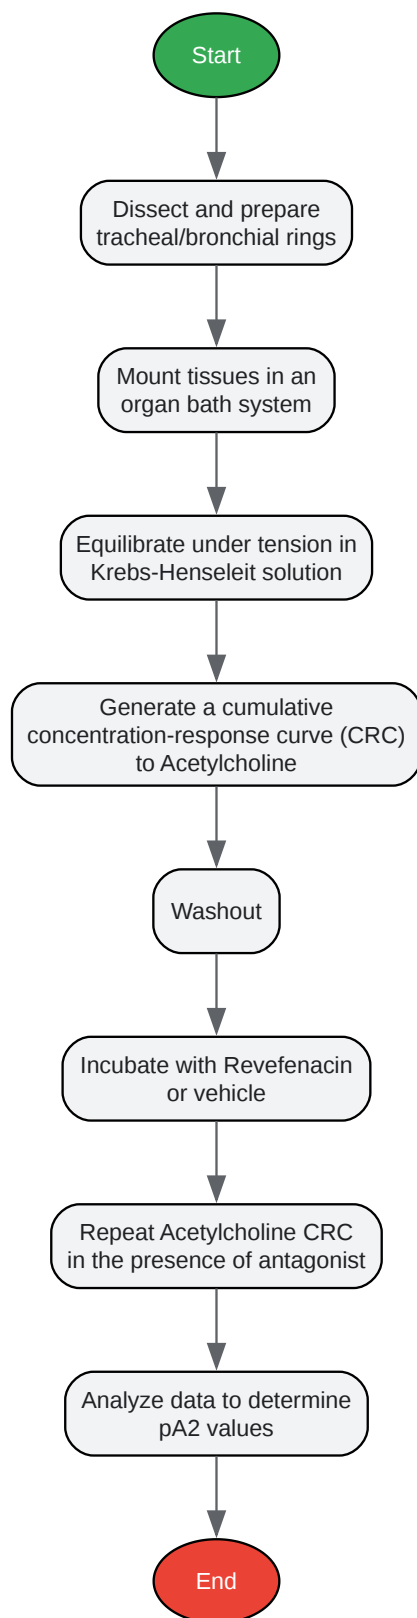 Start
Dissect and prepare
tracheal/bronchial rings
Mount tissues in an
organ bath system
Equilibrate under tension in
Krebs-Henseleit solution
Generate a cumulative
concentration-response curve (CRC)
to Acetylcholine
Washout
Incubate with Revefenacin
or vehicle
Repeat Acetylcholine CRC
in the presence of antagonist
Analyze data to determine
pA2 values
End